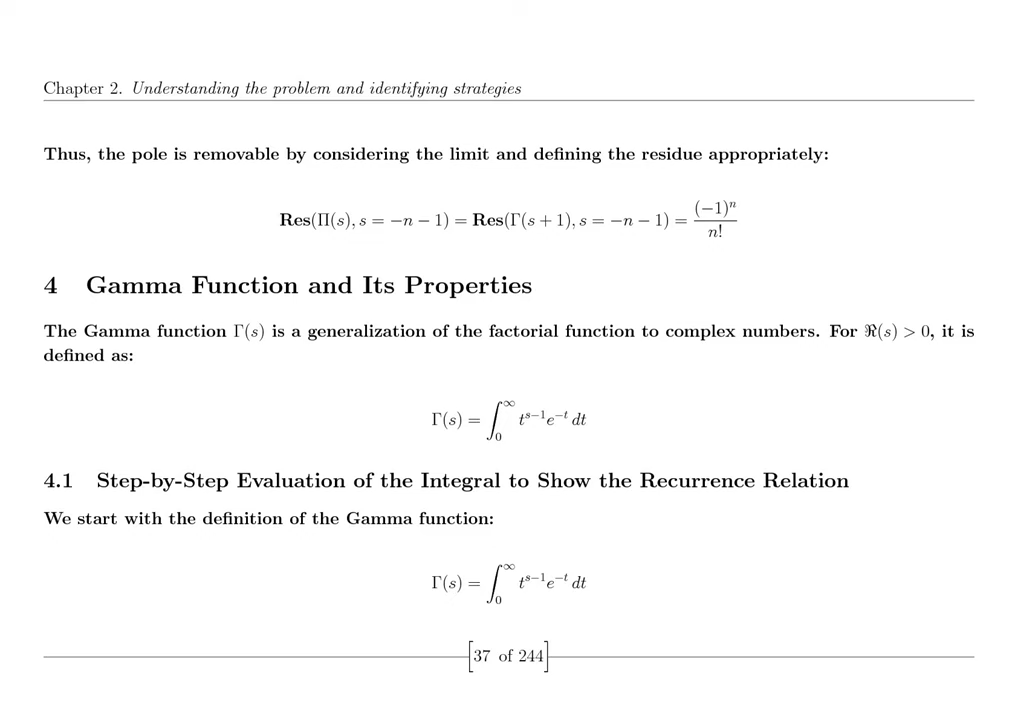 Chapter 2. Understanding the problem and identifying strategies
Thus, the pole is removable by considering the limit and defining the residue appropriately:
Res(Π(s), s = −n − 1) = Res(Γ(s + 1), s = −n − 1) = (−1)ⁿ / n!
4 Gamma Function and Its Properties
The Gamma function Γ(s) is a generalization of the factorial function to complex numbers. For ℜ(s) > 0, it is
defined as:
Γ(s) = ∫₀^∞ t^{s−1}e^{−t} dt
4.1 Step-by-Step Evaluation of the Integral to Show the Recurrence Relation
We start with the definition of the Gamma function:
Γ(s) = ∫₀^∞ t^{s−1}e^{−t} dt
[37 of 244]